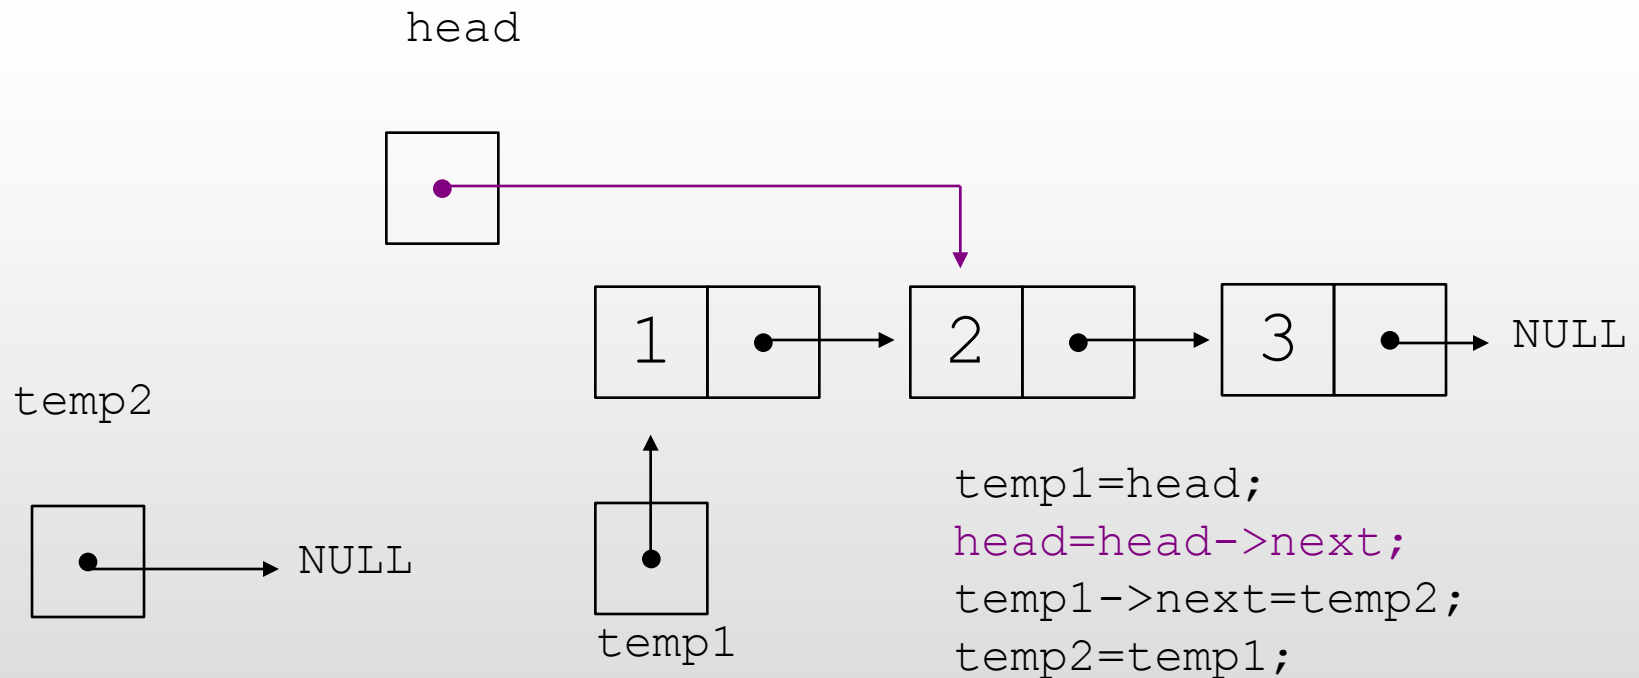 head
1
2
3
NULL
temp2
NULL
temp1
temp1=head;
head=head->next;
temp1->next=temp2;
temp2=temp1;